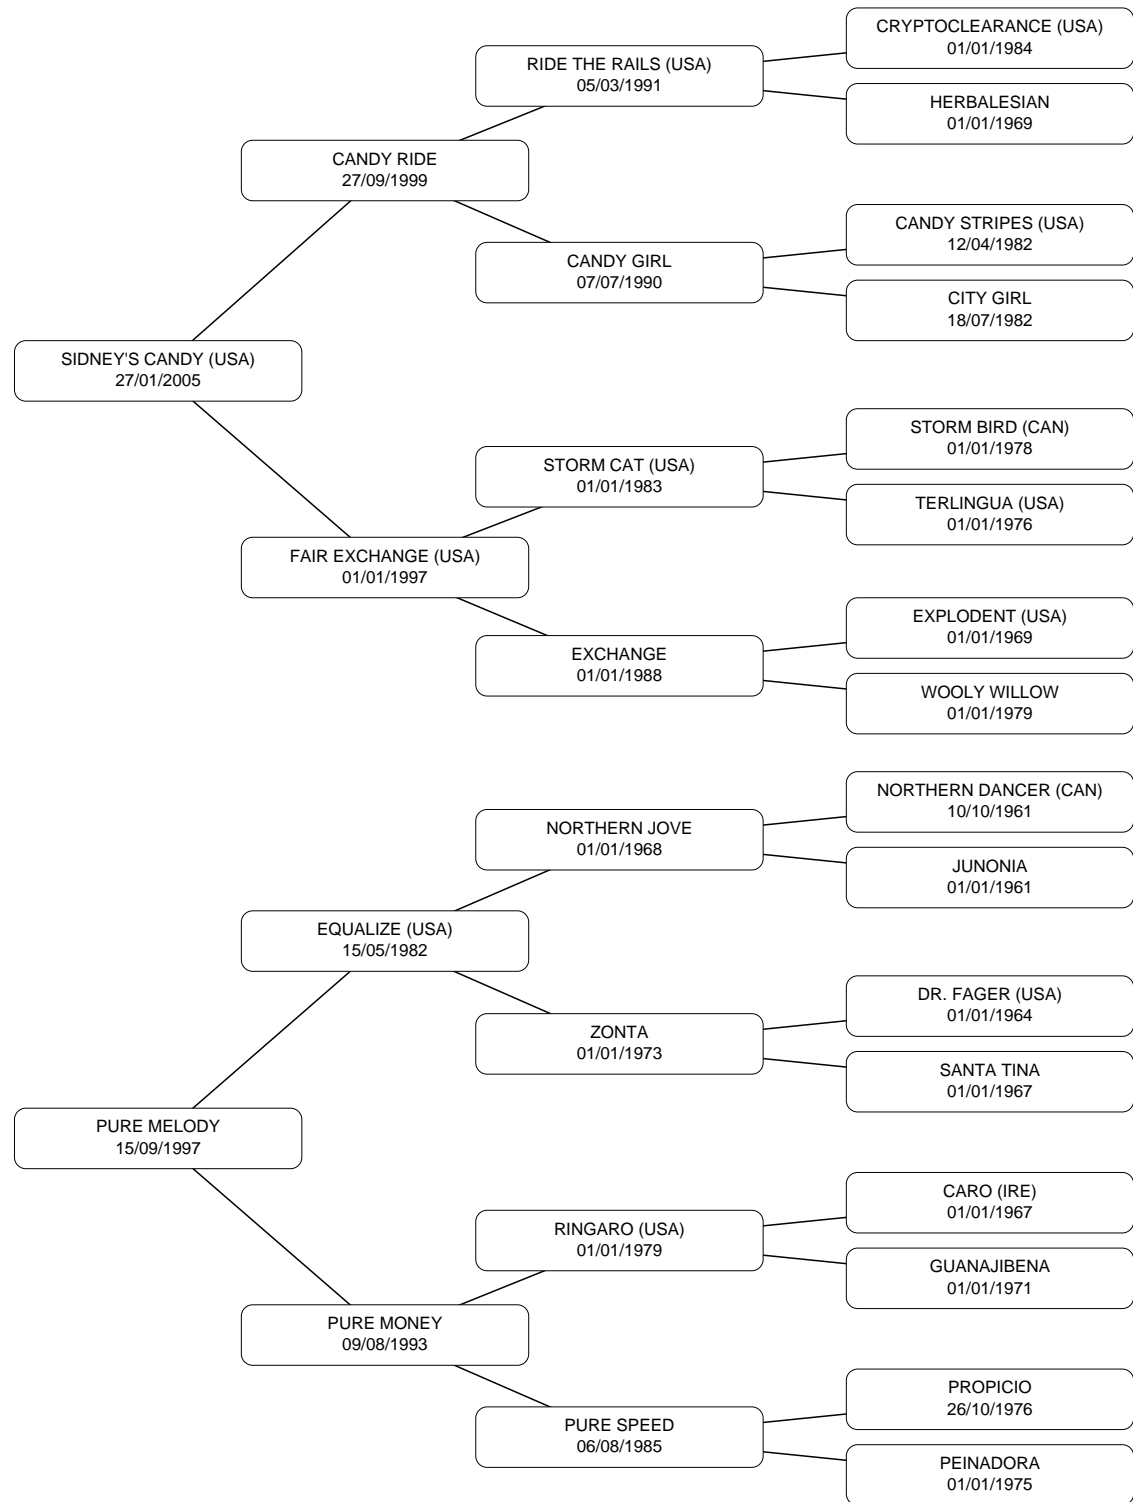 CRYPTOCLEARANCE (USA)
01/01/1984
RIDE THE RAILS (USA)
05/03/1991
HERBALESIAN
01/01/1969
CANDY RIDE
27/09/1999
CANDY STRIPES (USA)
12/04/1982
CANDY GIRL
07/07/1990
CITY GIRL
18/07/1982
SIDNEY'S CANDY (USA)
27/01/2005
STORM BIRD (CAN)
01/01/1978
STORM CAT (USA)
01/01/1983
TERLINGUA (USA)
01/01/1976
FAIR EXCHANGE (USA)
01/01/1997
EXPLODENT (USA)
01/01/1969
EXCHANGE
01/01/1988
WOOLY WILLOW
01/01/1979
NORTHERN DANCER (CAN)
10/10/1961
NORTHERN JOVE
01/01/1968
JUNONIA
01/01/1961
EQUALIZE (USA)
15/05/1982
DR. FAGER (USA)
01/01/1964
ZONTA
01/01/1973
SANTA TINA
01/01/1967
PURE MELODY
15/09/1997
CARO (IRE)
01/01/1967
RINGARO (USA)
01/01/1979
GUANAJIBENA
01/01/1971
PURE MONEY
09/08/1993
PROPICIO
26/10/1976
PURE SPEED
06/08/1985
PEINADORA
01/01/1975